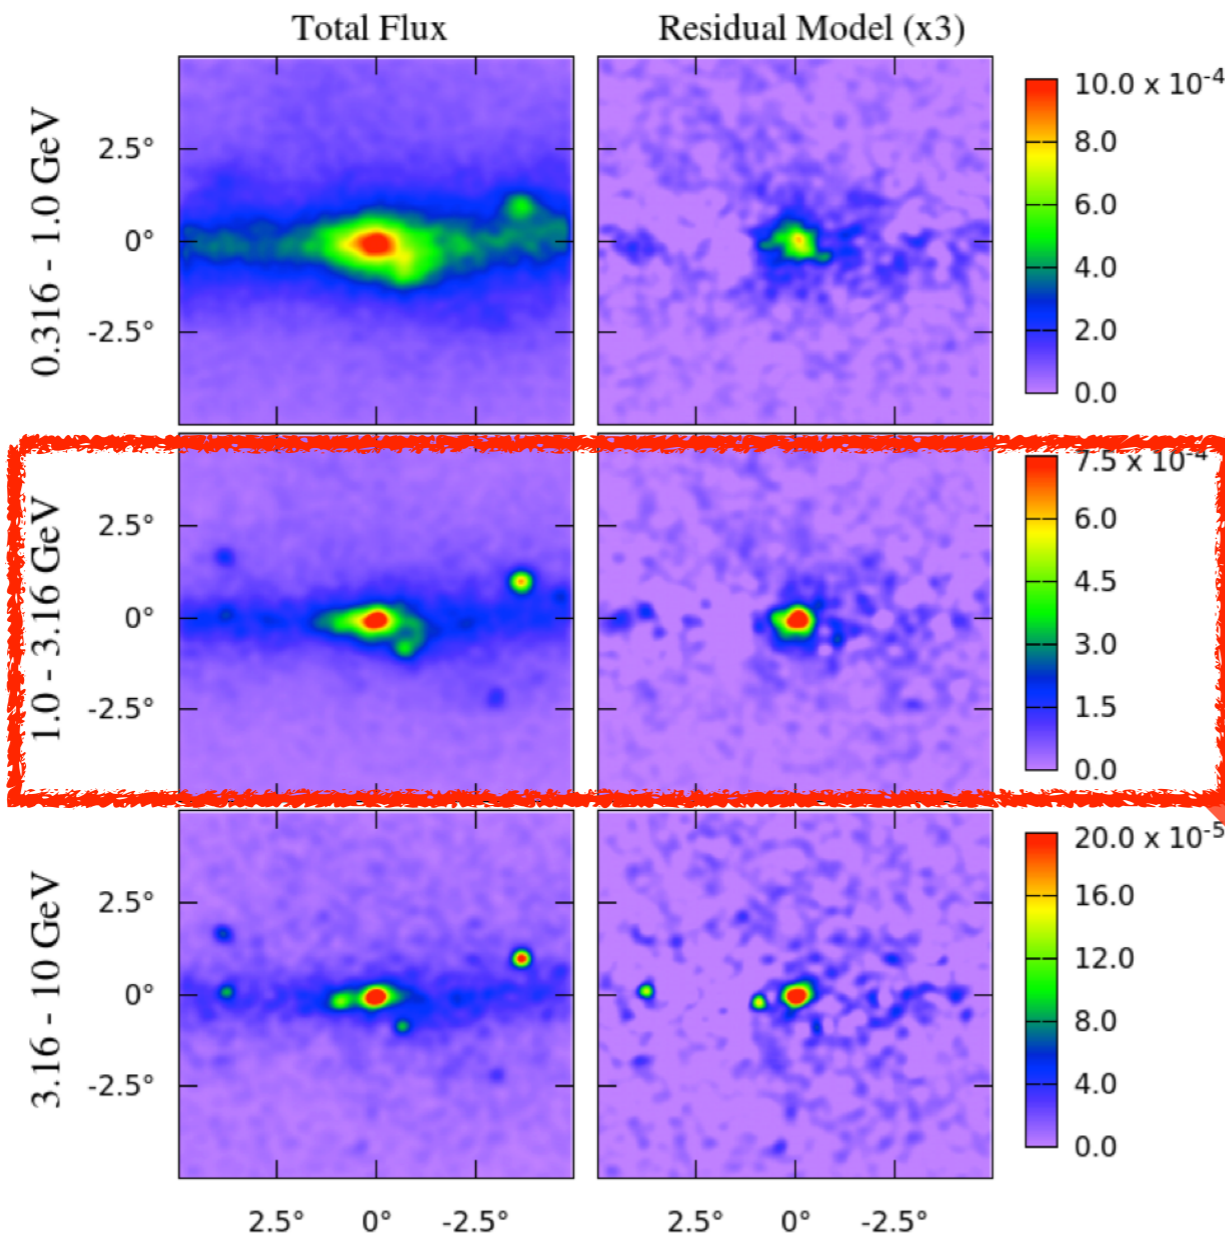 Total Flux
Residual Model (x3)
0.316 - 1.0 GeV
2.5°
0°
-2.5°
10.0 x 10-4
8.0
6.0
4.0
2.0
0.0
1.0 - 3.16 GeV
2.5°
0°
-2.5°
7.5 x 10-4
6.0
4.5
3.0
1.5
0.0
3.16 - 10 GeV
2.5°
0°
-2.5°
20.0 x 10-5
16.0
12.0
8.0
4.0
0.0
2.5° 0° -2.5°
2.5° 0° -2.5°